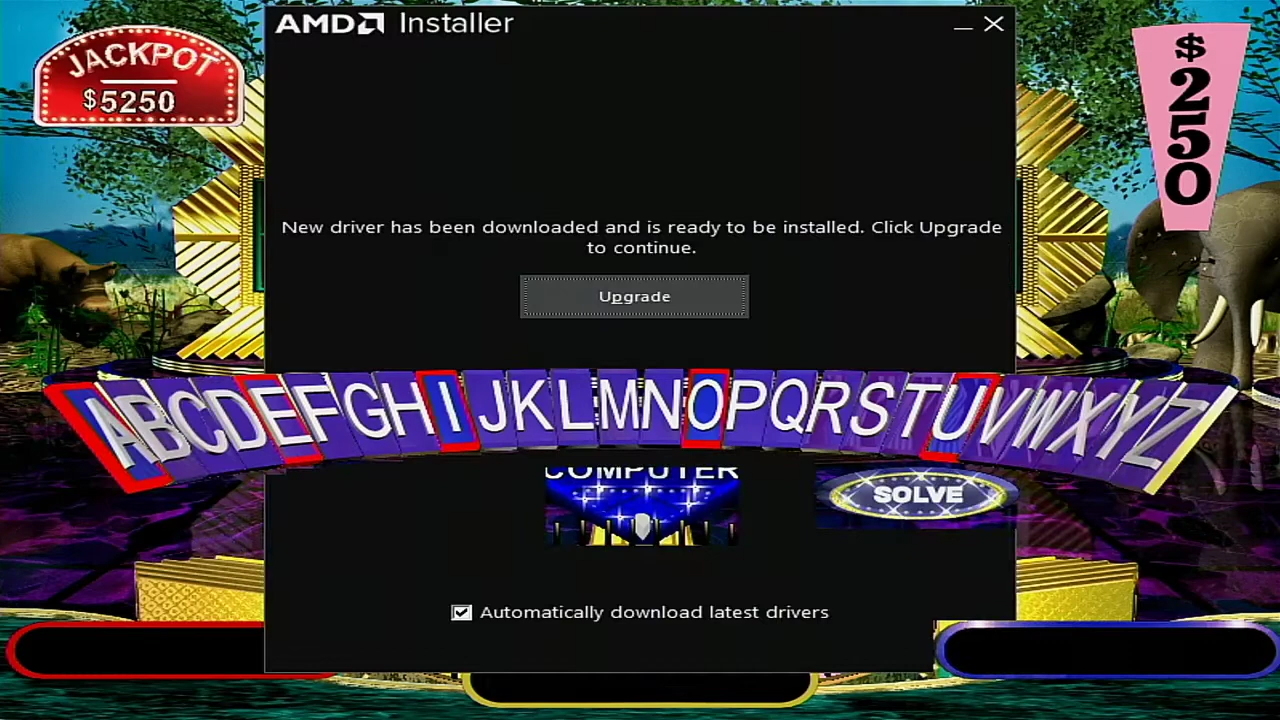 AMD Installer
JACKPOT
$5250
$250
New driver has been downloaded and is ready to be installed. Click Upgrade
to continue.
Upgrade
ABCDEFGHIJKLMNOPQRSTUVWXYZ
COMPUTER
SOLVE
Automatically download latest drivers